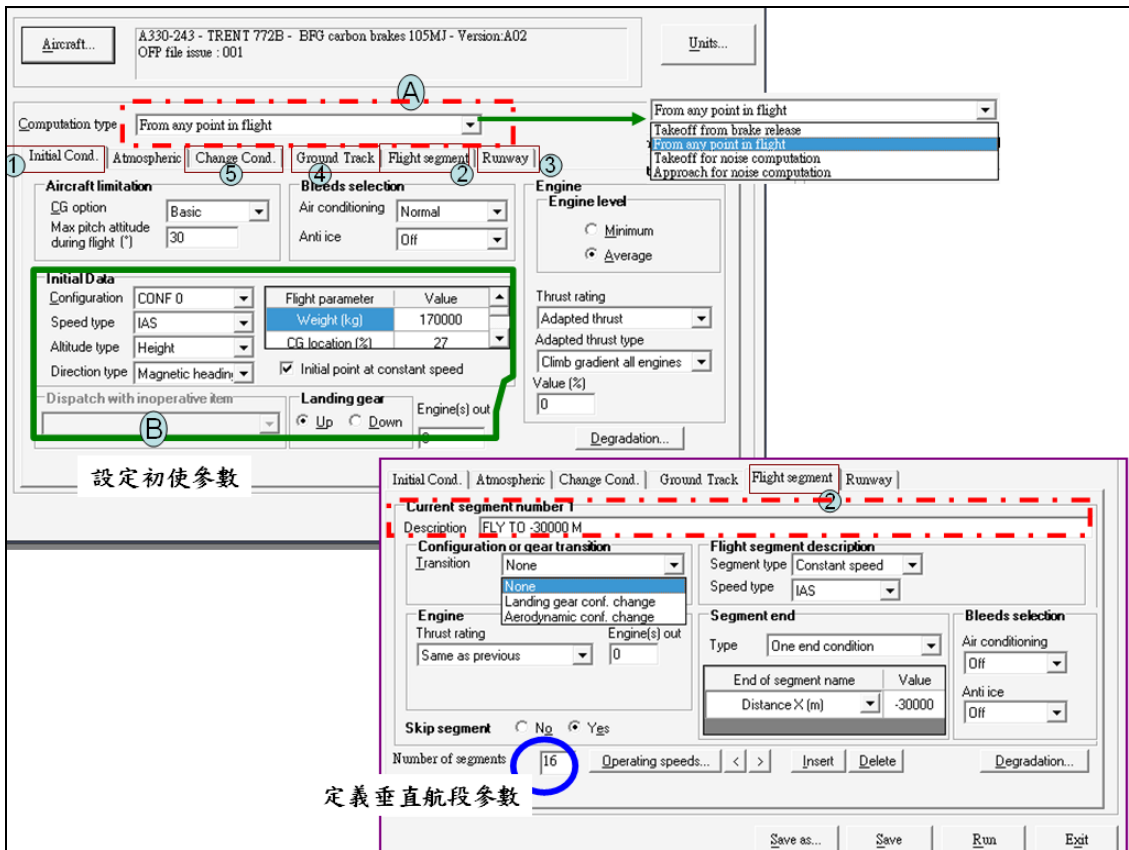 Aircraft...
A330-243 - TRENT 772B - BFG carbon brakes 105MJ - Version:A02
OFP file issue : 001
Units...
A
Computation type
From any point in flight
From any point in flight
Takeoff from brake release
From any point in flight
Takeoff for noise computation
Approach for noise computation
1 Initial Cond. Atmospheric Change Cond. Ground Track Flight segment Runway 3
5 4 2
Aircraft limitation
CG option Basic
Max pitch attitude
during flight (°) 30
Bleeds selection
Air conditioning Normal
Anti ice Off
Engine
Engine level
Minimum
Average
Initial Data
Configuration CONF 0
Speed type IAS
Altitude type Height
Direction type Magnetic heading
Flight parameter Value
Weight (kg) 170000
CG location (%) 27
Initial point at constant speed
Thrust rating
Adapted thrust
Adapted thrust type
Climb gradient all engines
Value (%)
0
Dispatch with inoperative item
B
Landing gear
Up Down
Engine(s) out
0
Degradation...
設定初使參數
Initial Cond. Atmospheric Change Cond. Ground Track Flight segment Runway
2
Current segment number 1
Description FLY TO -30000 M
Configuration or gear transition
Transition None
None
Landing gear conf. change
Aerodynamic conf. change
Flight segment description
Segment type Constant speed
Speed type IAS
Engine
Thrust rating Engine(s) out
Same as previous 0
Segment end
Type One end condition
End of segment name Value
Distance X (m) -30000
Bleeds selection
Air conditioning
Off
Anti ice
Off
Skip segment No Yes
Number of segments 16 Operating speeds... < > Insert Delete Degradation...
定義垂直航段參數
Save as... Save Run Exit